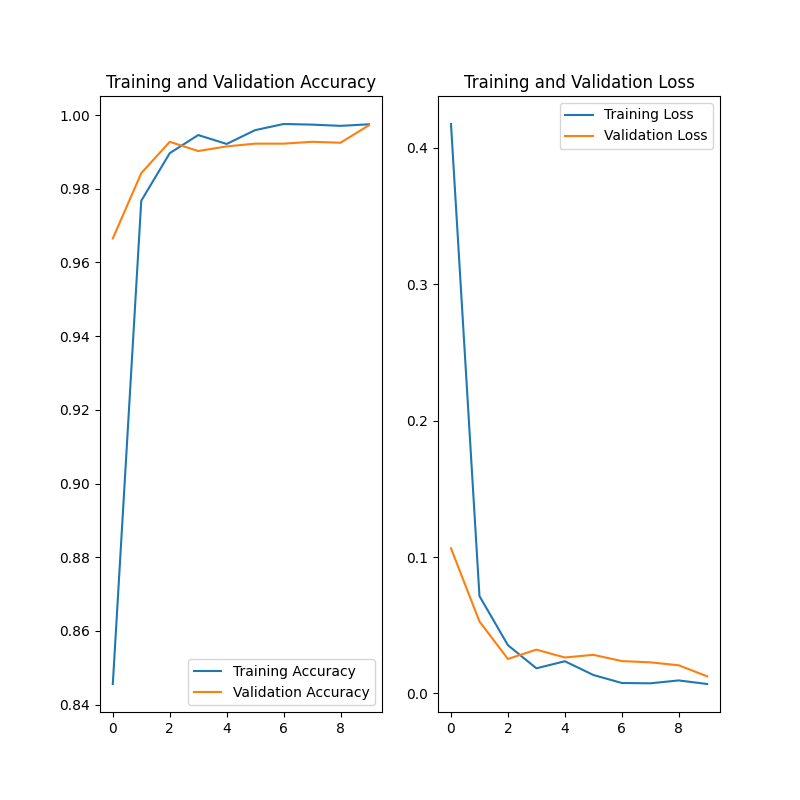 Training and Validation Accuracy
1.00
0.98
0.96
0.94
0.92
0.90
0.88
0.86
0.84
Training Accuracy
Validation Accuracy
0 2 4 6 8
Training and Validation Loss
Training Loss
Validation Loss
0.4
0.3
0.2
0.1
0.0
0 2 4 6 8